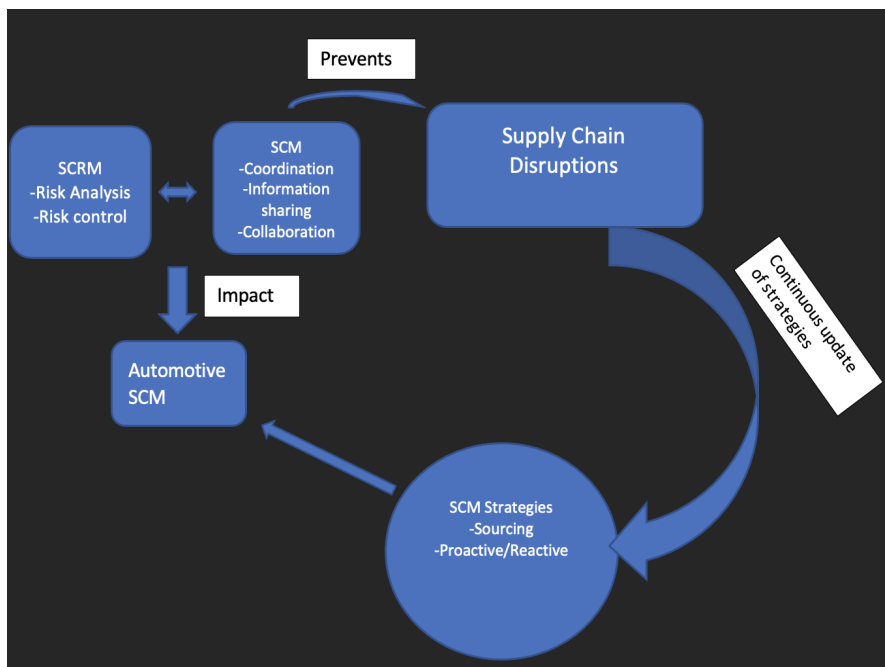 Prevents
SCRM
-Risk Analysis
-Risk control
SCM
-Coordination
-Information
sharing
-Collaboration
Supply Chain
Disruptions
Impact
Continuous update
of strategies
Automotive
SCM
SCM Strategies
-Sourcing
-Proactive/Reactive